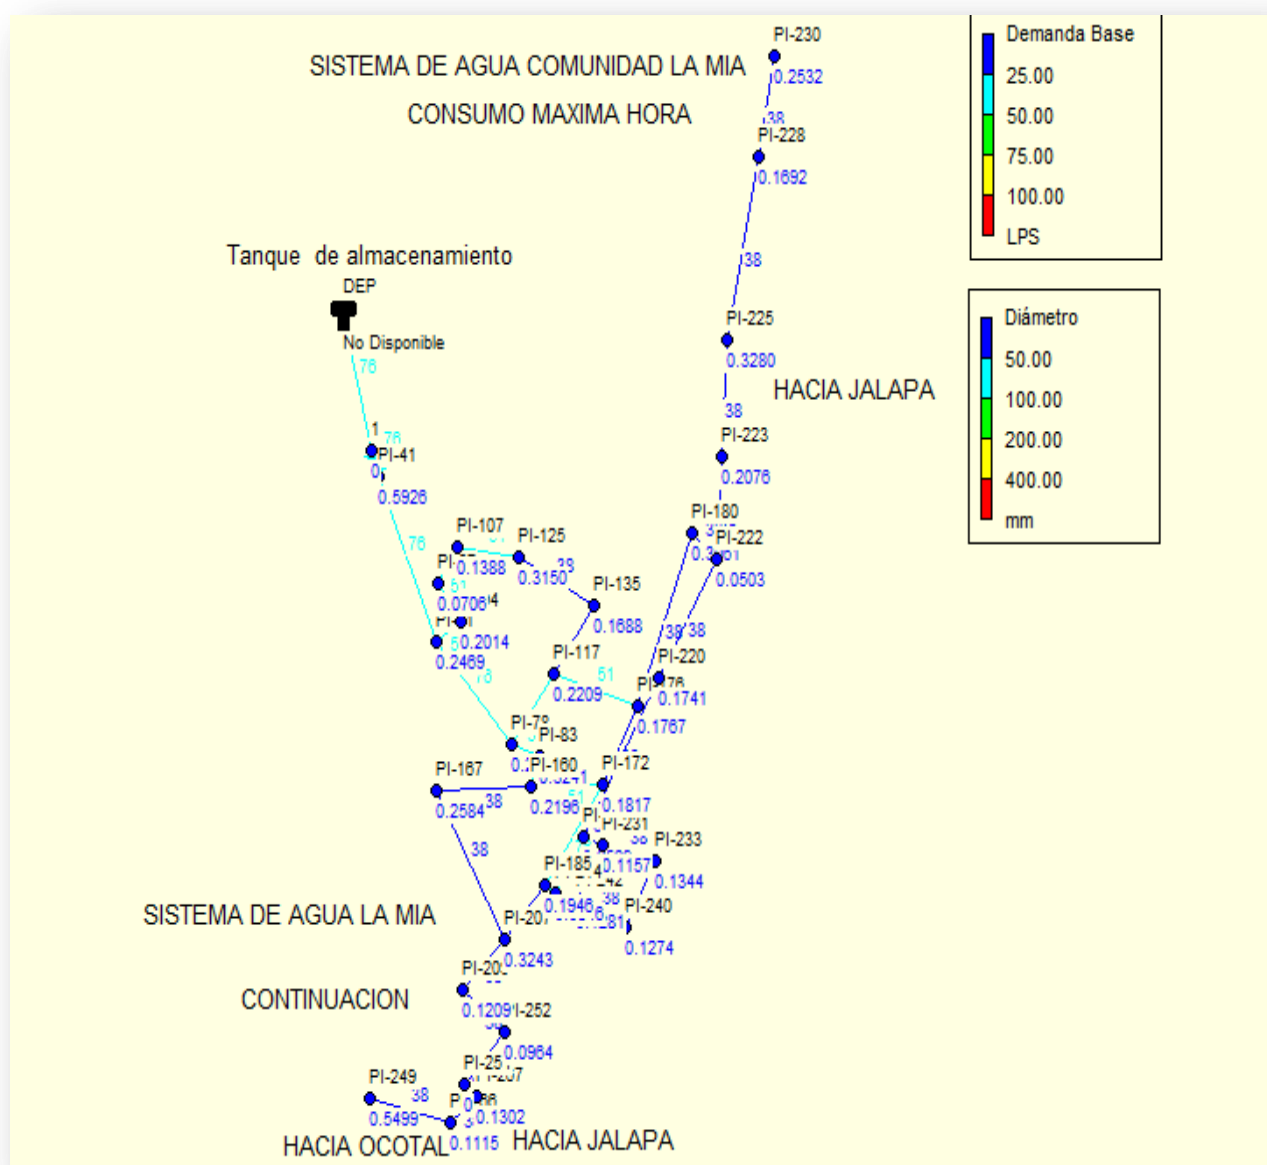 PI-230
0.2532
SISTEMA DE AGUA COMUNIDAD LA MIA
CONSUMO MAXIMA HORA
38
PI-228
0.1692
Demanda Base
25.00
50.00
75.00
100.00
LPS
Tanque de almacenamiento
DEP
No Disponible
76
38
PI-225
0.3280
Diámetro
50.00
100.00
200.00
400.00
mm
HACIA JALAPA
38
1
76
PI-41
0.5926
PI-223
0.2076
76
PI-107
0.1388
PI-125
0.3150
38
PI-180
PI-222
0.0503
51
0.0706
PI-135
0.1688
0.2014
0.2469
38
38
PI-117
0.2209
51
PI-220
0.1741
0.1767
PI-83
PI-167
0.2584
38
PI-160
0.2196
51
PI-172
0.1817
38
PI-231
0.1157
PI-233
0.1344
PI-185
0.1946
38
PI-240
0.1274
SISTEMA DE AGUA LA MIA
0.3243
CONTINUACION
0.1209
0.0964
PI-249
0.5499
38
0.1302
0.1115
HACIA OCOTAL
HACIA JALAPA